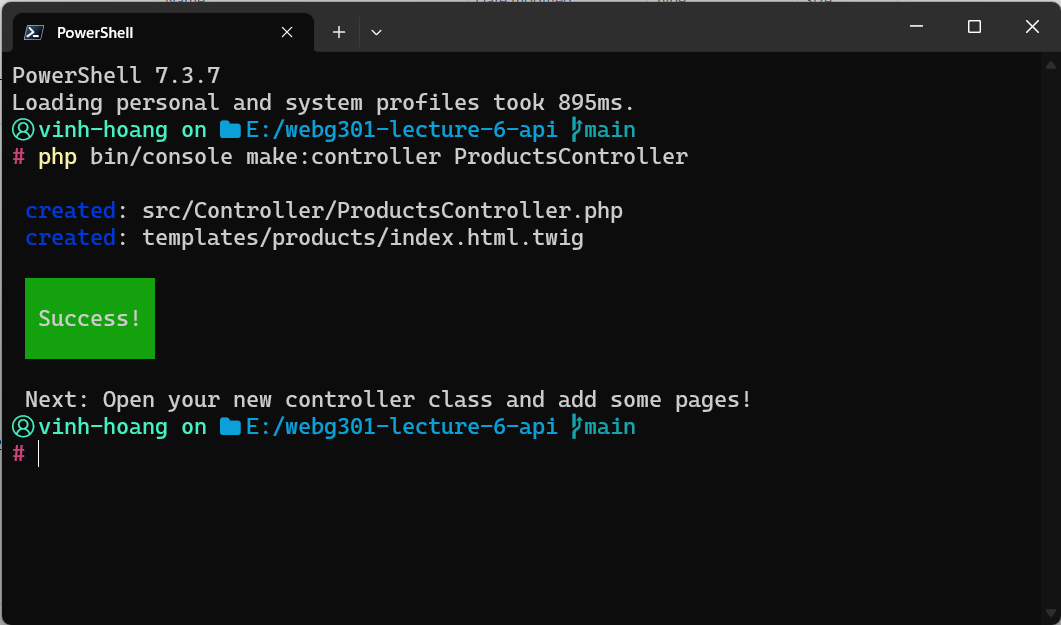 PowerShell
PowerShell 7.3.7
Loading personal and system profiles took 895ms.
vinh-hoang on E:/webg301-lecture-6-api main
# php bin/console make:controller ProductsController
created: src/Controller/ProductsController.php
created: templates/products/index.html.twig
Success!
Next: Open your new controller class and add some pages!
vinh-hoang on E:/webg301-lecture-6-api main
#